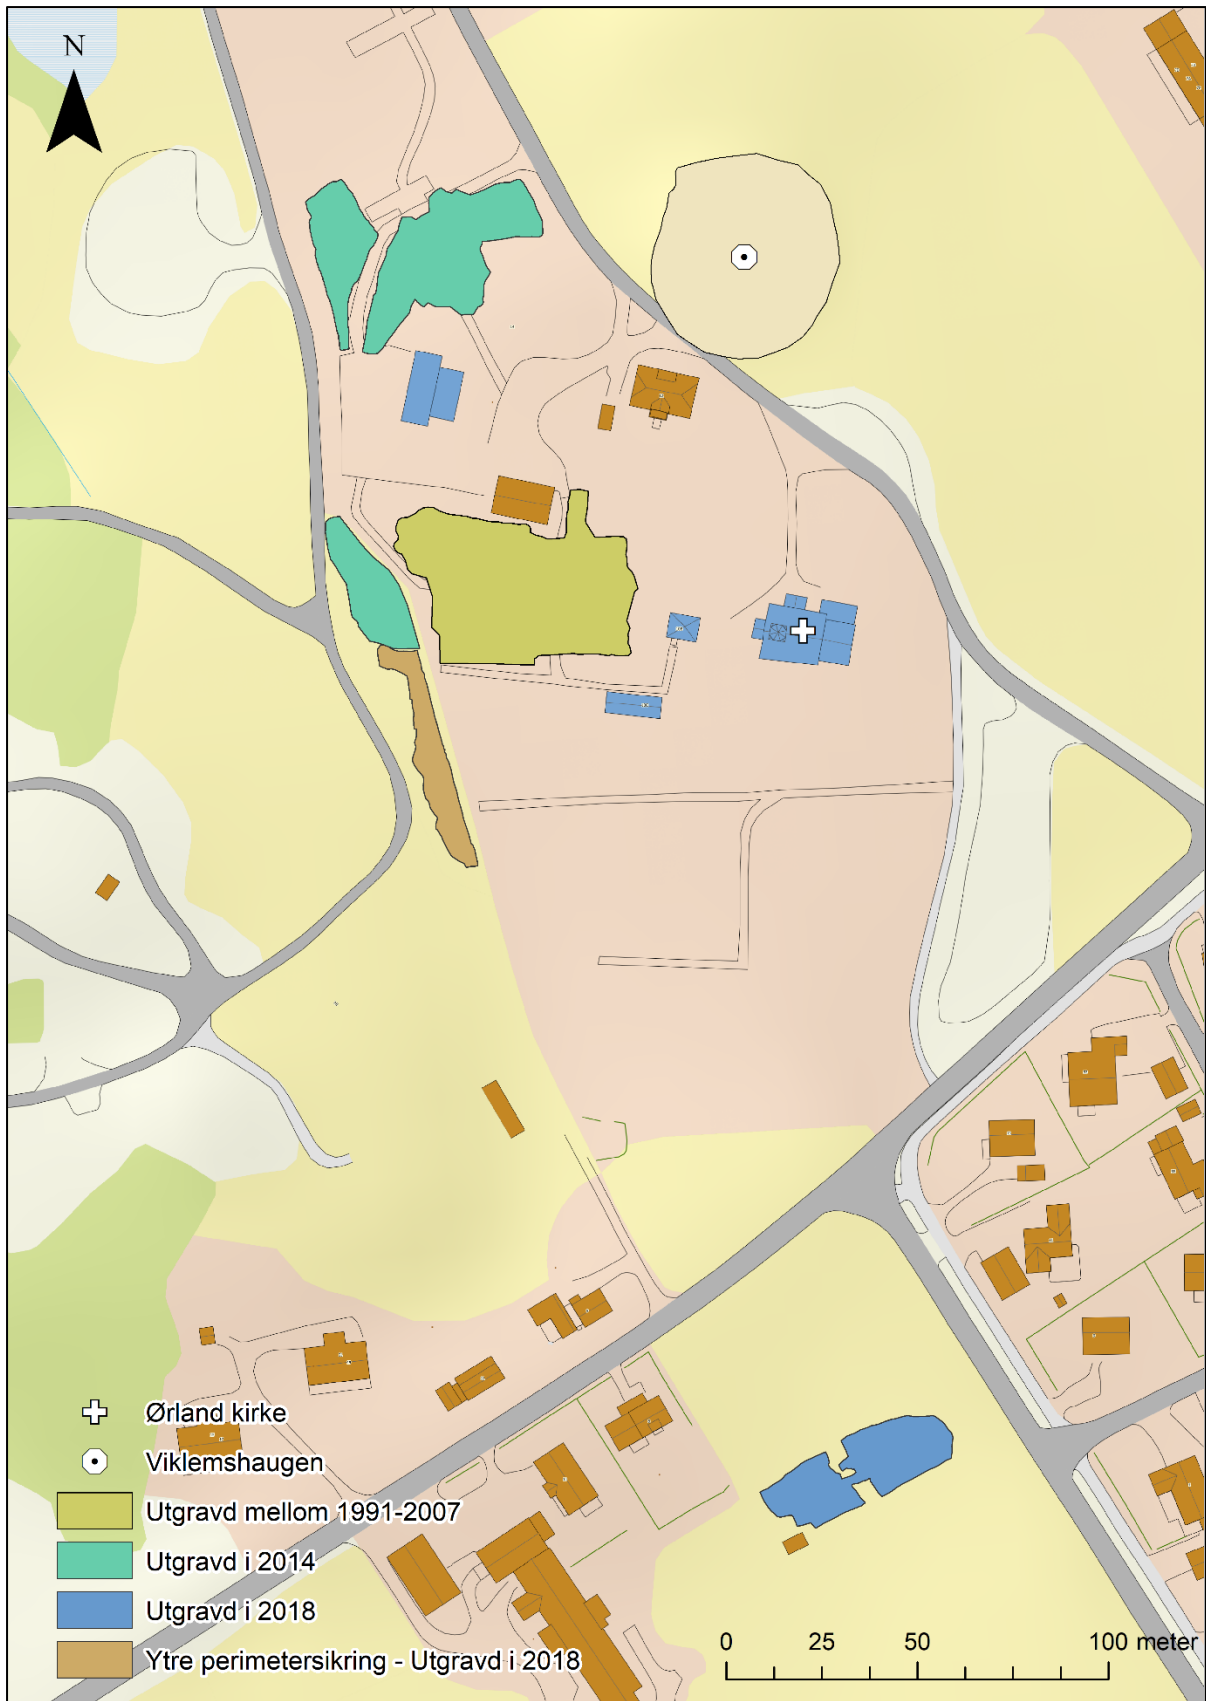 N
Ørland kirke
Viklemshaugen
Utgravd mellom 1991-2007
Utgravd i 2014
Utgravd i 2018
Ytre perimetersikring - Utgravd i 2018
0 25 50 100 meter